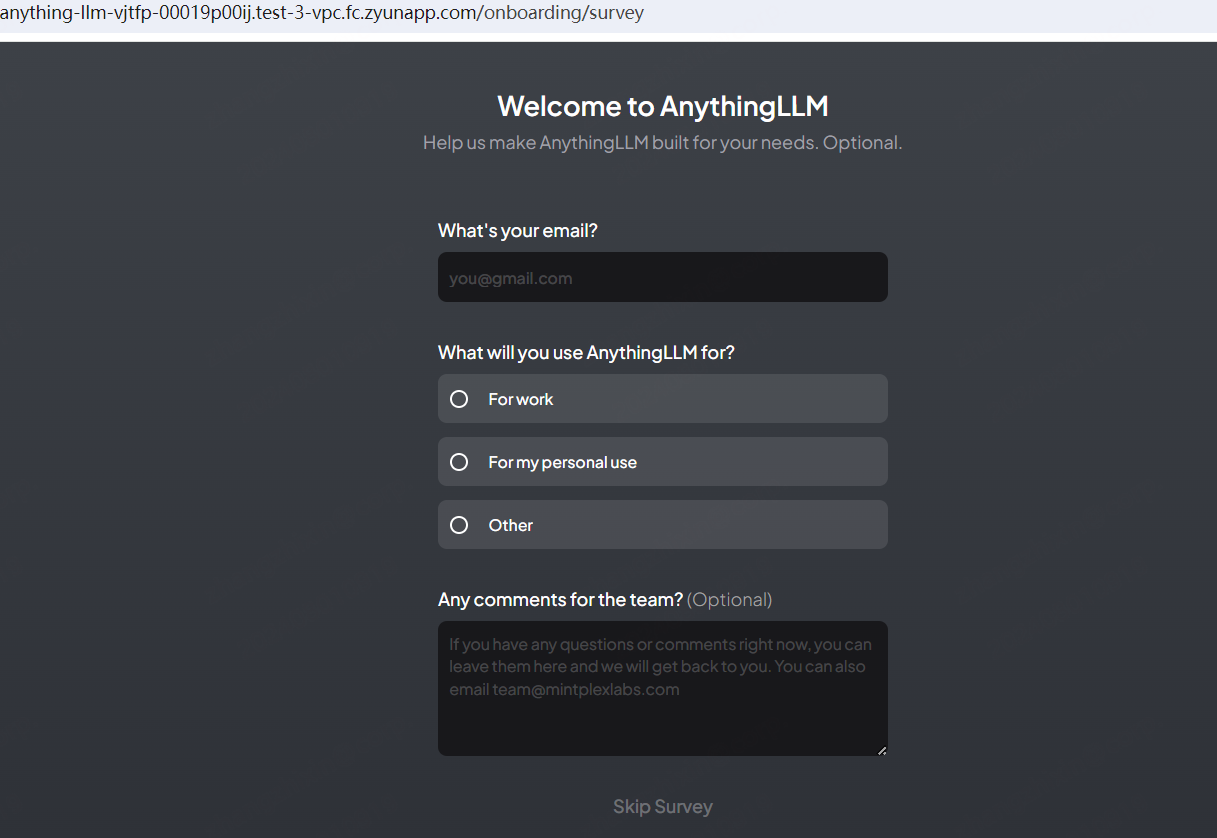 anything-llm-vjtfp-00019p00ij.test-3-vpc.fc.zyunapp.com/onboarding/survey
Welcome to AnythingLLM
Help us make AnythingLLM built for your needs. Optional.
What's your email?
you@gmail.com
What will you use AnythingLLM for?
For work
For my personal use
Other
Any comments for the team? (Optional)
If you have any questions or comments right now, you can
leave them here and we will get back to you. You can also
email team@mintplexlabs.com
Skip Survey